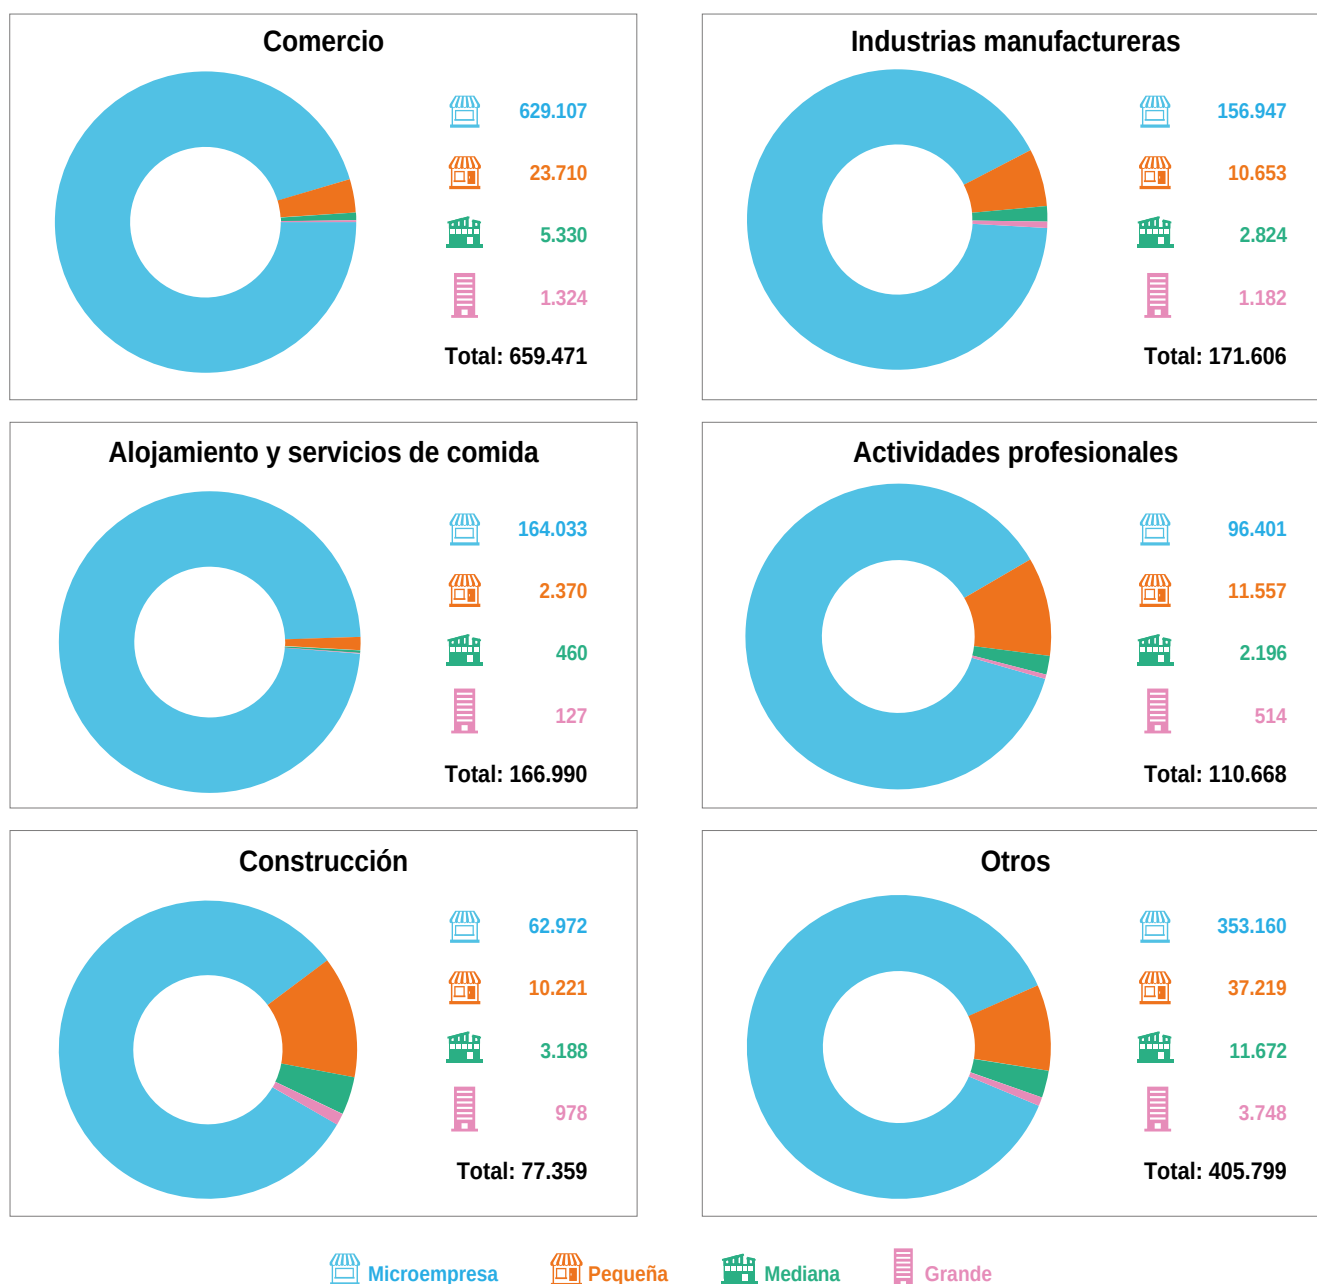 Comercio
629.107
23.710
5.330
1.324
Total: 659.471
Industrias manufactureras
156.947
10.653
2.824
1.182
Total: 171.606
Alojamiento y servicios de comida
164.033
2.370
460
127
Total: 166.990
Actividades profesionales
96.401
11.557
2.196
514
Total: 110.668
Construcción
62.972
10.221
3.188
978
Total: 77.359
Otros
353.160
37.219
11.672
3.748
Total: 405.799
Microempresa Pequeña Mediana Grande